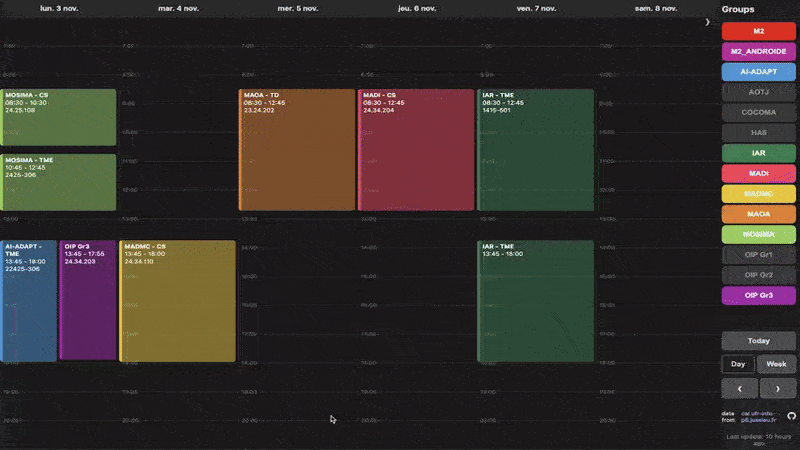 lun. 3 nov.
mar. 4 nov.
mer. 5 nov.
jeu. 6 nov.
ven. 7 nov.
sam. 8 nov.
MOSIMA - CS
08:30 - 10:30
24.25.108
MOSIMA - TME
10:45 - 12:45
2425-306
AI-ADAPT -
TME
13:45 - 18:00
22425-306
OIP Gr3
13:45 - 17:55
24.34.203
MADMC - CS
13:45 - 18:00
24.34.110
MAOA - TD
08:30 - 12:45
23.24.202
MADI - CS
08:30 - 12:45
24.34.204
IAR - TME
08:30 - 12:45
1415-501
IAR - TME
13:45 - 18:00
Groups
M2
M2_ANDROIDE
AI-ADAPT
AOTJ
COCOMA
HAII
IAR
MADI
MADMC
MAOA
MOSIMA
OIP Gr1
OIP Gr2
OIP Gr3
Today
Day
Week
data
from
cal.ufr-info-
p6.jussieu.fr
Last update: 10 hours
ago